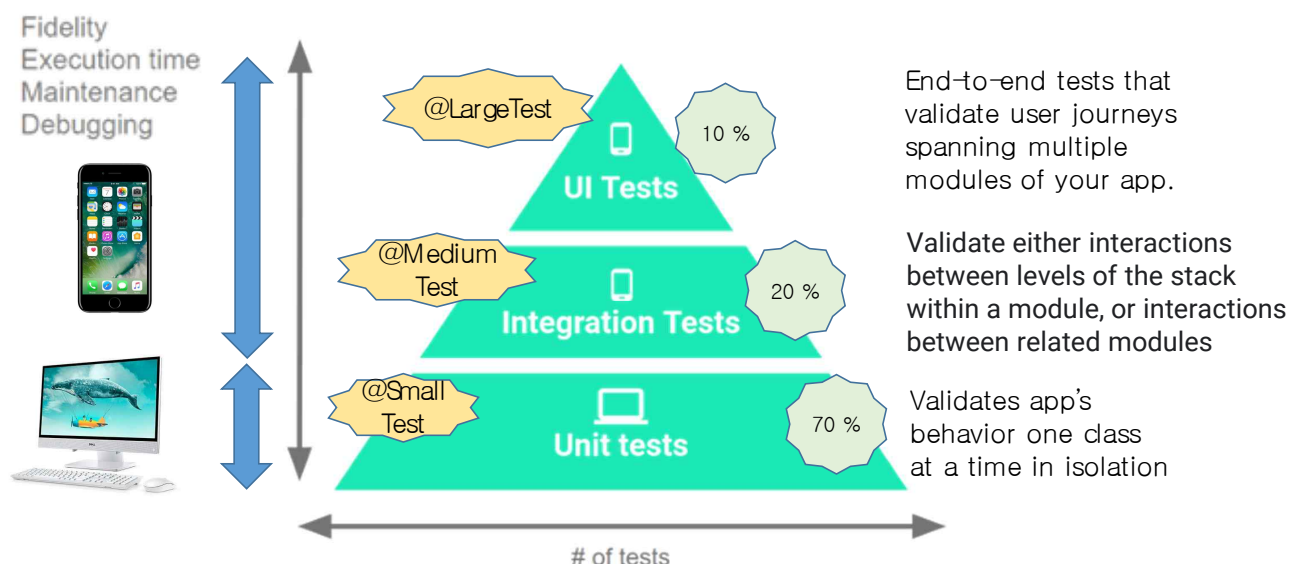 Fidelity
Execution time
Maintenance
Debugging
@LargeTest
10 %
UI Tests
End-to-end tests that
validate user journeys
spanning multiple
modules of your app.
@Medium
Test
20 %
Integration Tests
Validate either interactions
between levels of the stack
within a module, or interactions
between related modules
@Small
Test
70 %
Unit tests
Validates app's
behavior one class
at a time in isolation
# of tests